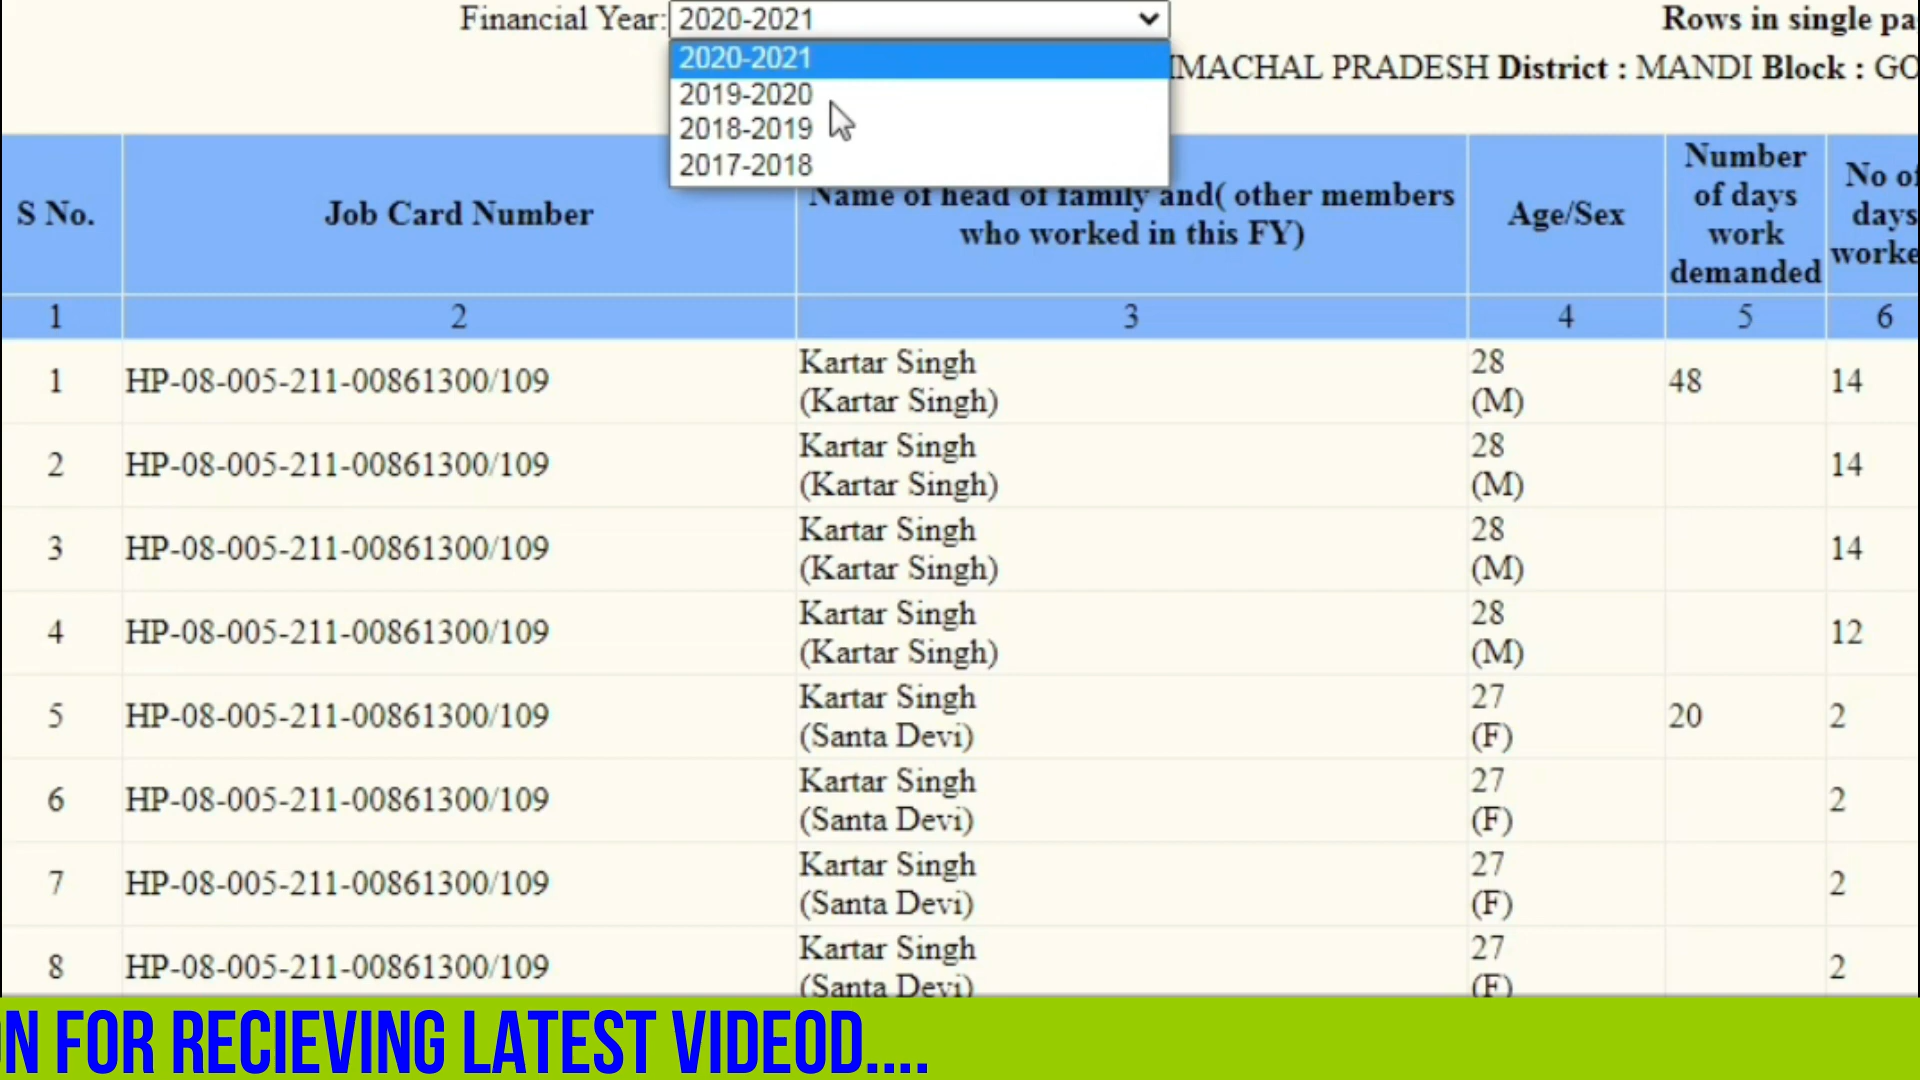 Financial Year: 2020-2021
Rows in single pa
2020-2021
2019-2020
2018-2019
2017-2018
IMACHAL PRADESH District : MANDI Block : GO
S No.
Job Card Number
Name of head of family and( other members
who worked in this FY)
Age/Sex
Number
of days
work
demanded
No of
days
worke
1 2 3 4 5 6
1 HP-08-005-211-00861300/109 Kartar Singh 28 48 14
(Kartar Singh) (M)
2 HP-08-005-211-00861300/109 Kartar Singh 28 14
(Kartar Singh) (M)
3 HP-08-005-211-00861300/109 Kartar Singh 28 14
(Kartar Singh) (M)
4 HP-08-005-211-00861300/109 Kartar Singh 28 12
(Kartar Singh) (M)
5 HP-08-005-211-00861300/109 Kartar Singh 27 20 2
(Santa Devi) (F)
6 HP-08-005-211-00861300/109 Kartar Singh 27 2
(Santa Devi) (F)
7 HP-08-005-211-00861300/109 Kartar Singh 27 2
(Santa Devi) (F)
8 HP-08-005-211-00861300/109 Kartar Singh 27 2
(Santa Devi) (F)
N FOR RECIEVING LATEST VIDEOD....